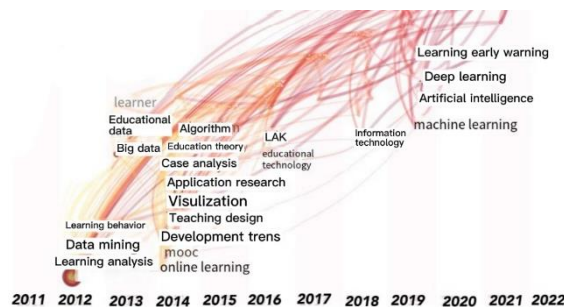 Learning early warning
Deep learning
Artificial intelligence
machine learning
learner
Educational
data
Algorithm
Big data
Education theory
Case analysis
LAK
educational
technology
Information
technology
Application research
Visulization
Teaching design
Development trens
mooc
online learning
Learning behavior
Data mining
Learning analysis
2011 2012 2013 2014 2015 2016 2017 2018 2019 2020 2021 2022